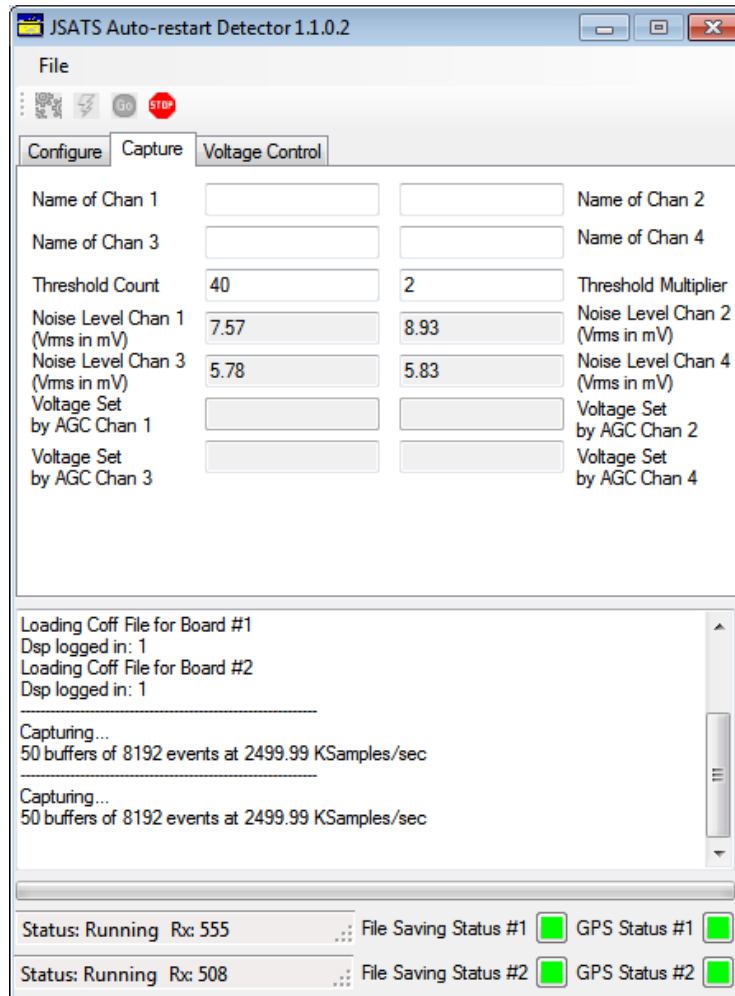 JSATS Auto-restart Detector 1.1.0.2
File
Go STOP
Configure Capture Voltage Control
Name of Chan 1 Name of Chan 2
Name of Chan 3 Name of Chan 4
Threshold Count 40 2 Threshold Multiplier
Noise Level Chan 1 7.57 8.93 Noise Level Chan 2
(Vrms in mV) (Vrms in mV)
Noise Level Chan 3 5.78 5.83 Noise Level Chan 4
(Vrms in mV) (Vrms in mV)
Voltage Set Voltage Set
by AGC Chan 1 by AGC Chan 2
Voltage Set Voltage Set
by AGC Chan 3 by AGC Chan 4
Loading Coff File for Board #1
Dsp logged in: 1
Loading Coff File for Board #2
Dsp logged in: 1
------------------------------------------------------------
Capturing...
50 buffers of 8192 events at 2499.99 KSamples/sec
------------------------------------------------------------
Capturing...
50 buffers of 8192 events at 2499.99 KSamples/sec
Status: Running Rx: 555 File Saving Status #1 GPS Status #1
Status: Running Rx: 508 File Saving Status #2 GPS Status #2